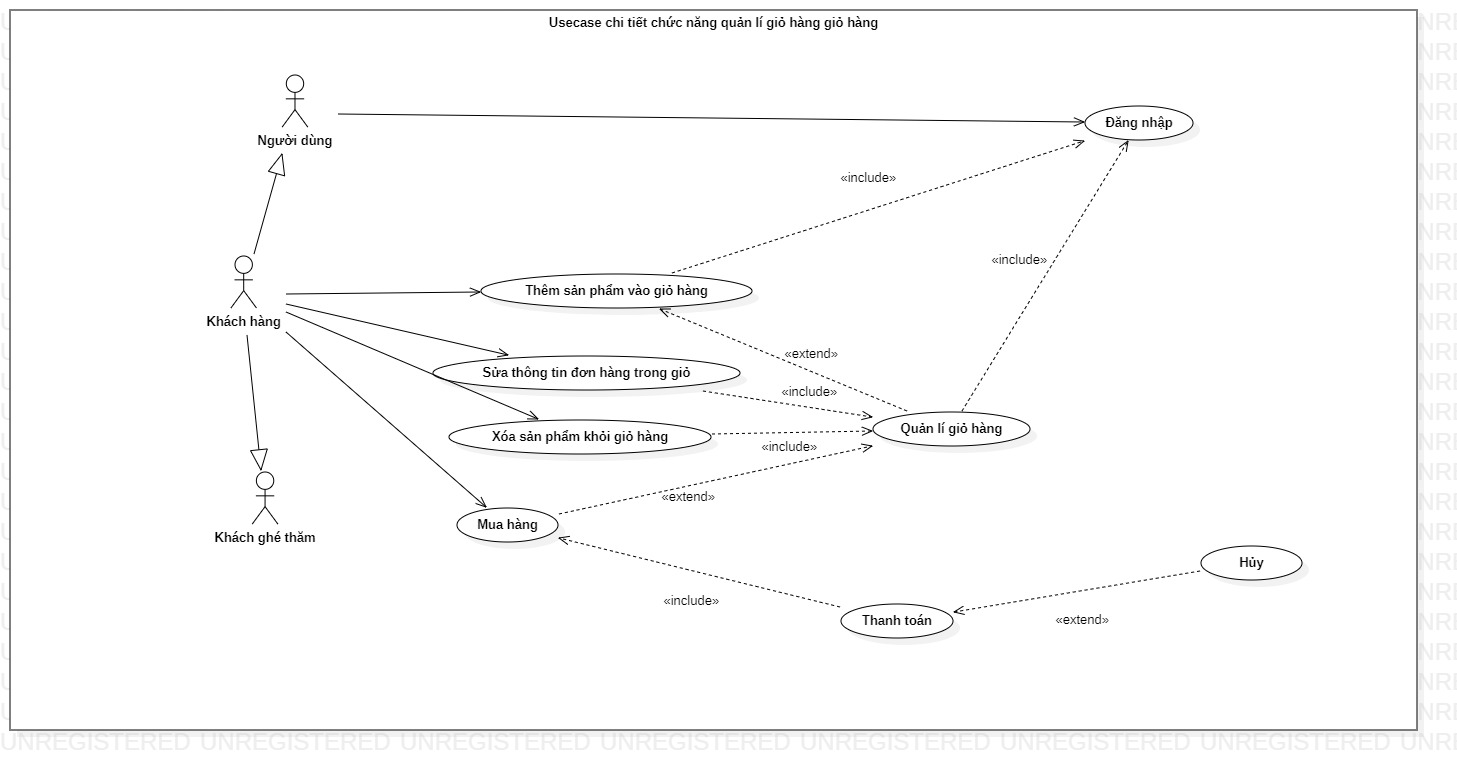 Usecase chi tiết chức năng quản lí giỏ hàng giỏ hàng
Người dùng
Đăng nhập
«include»
«include»
Khách hàng
Thêm sản phẩm vào giỏ hàng
«extend»
Sửa thông tin đơn hàng trong giỏ
«include»
Quản lí giỏ hàng
Xóa sản phẩm khỏi giỏ hàng
«include»
«extend»
Mua hàng
Khách ghé thăm
Hủy
«include»
Thanh toán
«extend»
UNREGISTERED UNREGISTERED UNREGISTERED UNREGISTERED UNREGISTERED UNREGISTERED UNREGISTERED